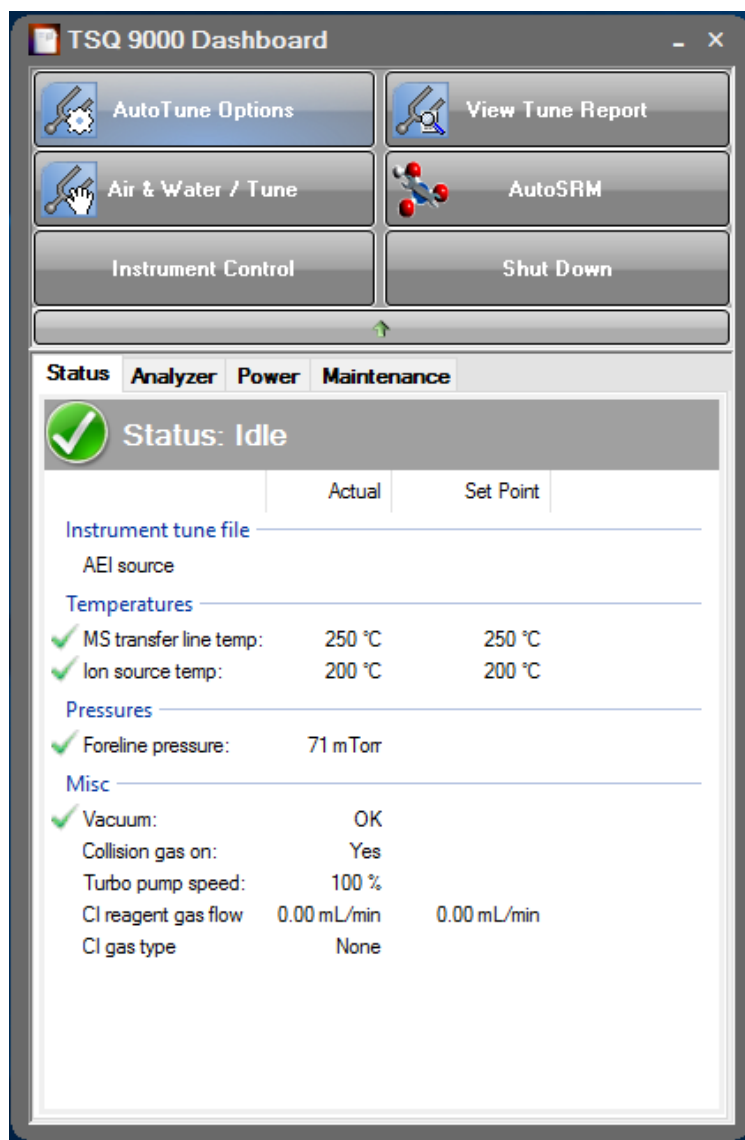 TSQ 9000 Dashboard
AutoTune Options
View Tune Report
Air & Water / Tune
AutoSRM
Instrument Control
Shut Down
Status Analyzer Power Maintenance
Status: Idle
Actual Set Point
Instrument tune file
AEI source
Temperatures
MS transfer line temp: 250 °C 250 °C
Ion source temp: 200 °C 200 °C
Pressures
Foreline pressure: 71 mTorr
Misc
Vacuum: OK
Collision gas on: Yes
Turbo pump speed: 100 %
CI reagent gas flow 0.00 mL/min 0.00 mL/min
CI gas type None